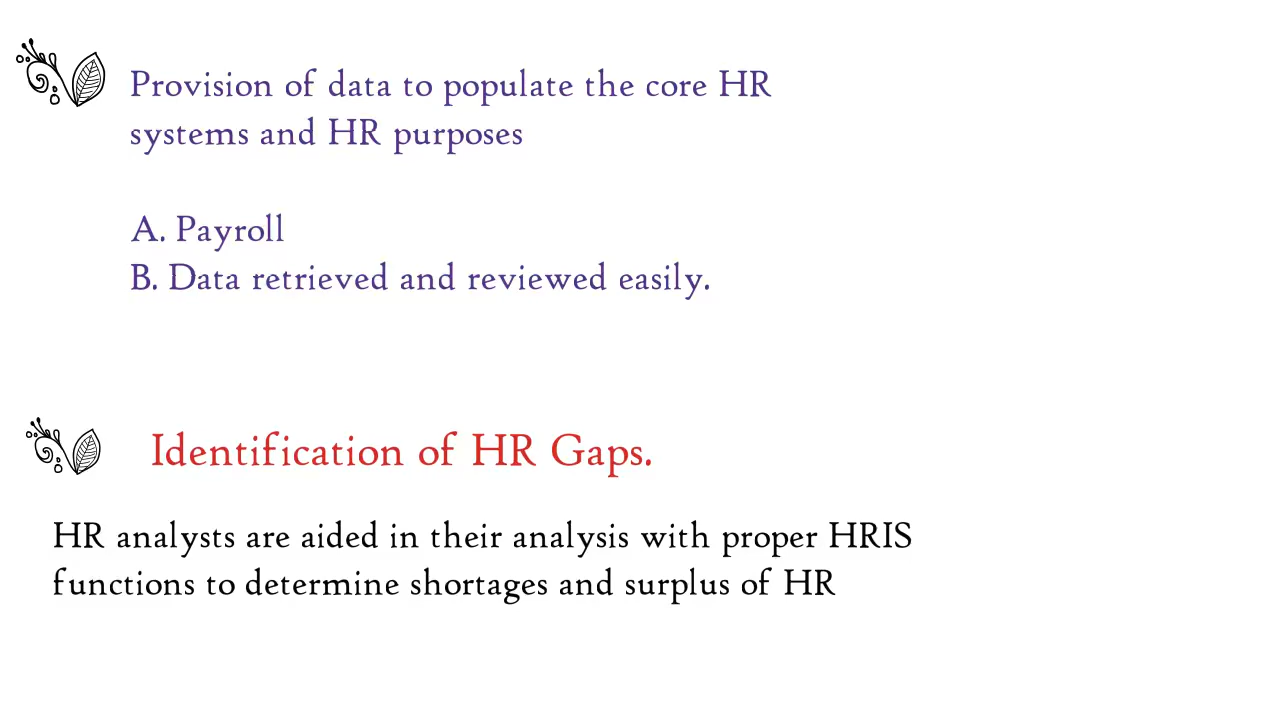 Provision of data to populate the core HR
systems and HR purposes
A. Payroll
B. Data retrieved and reviewed easily.
Identification of HR Gaps.
HR analysts are aided in their analysis with proper HRIS
functions to determine shortages and surplus of HR